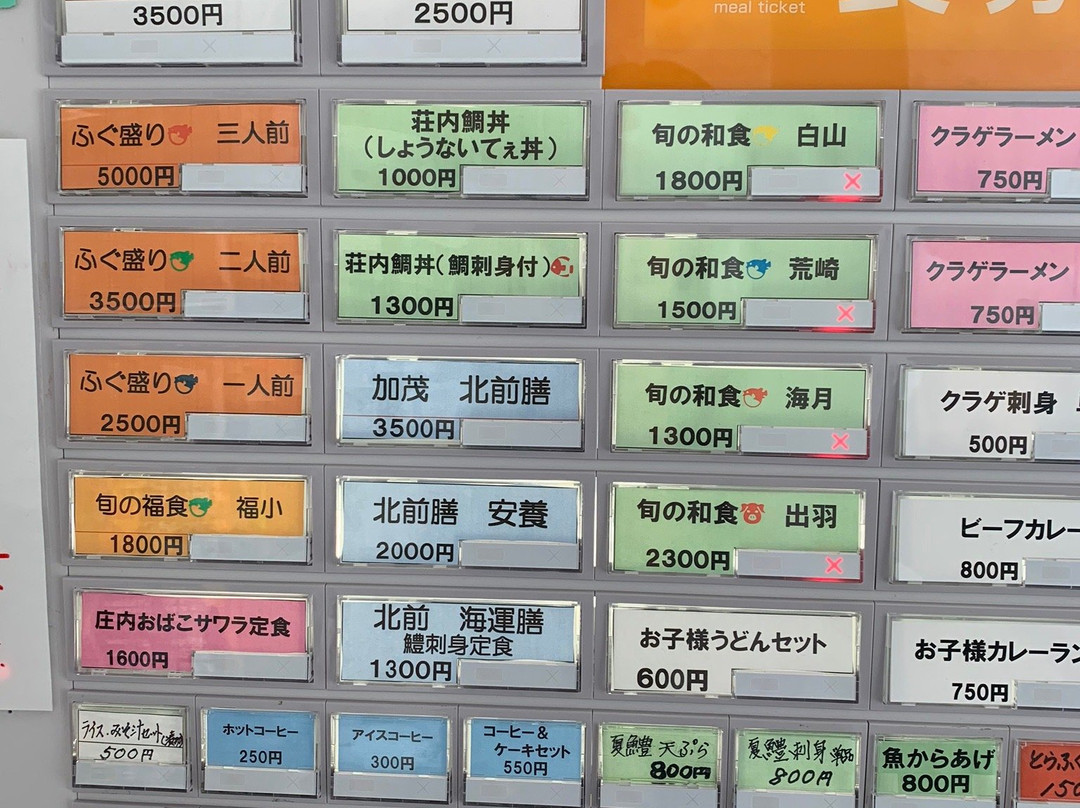 3500円
2500円
meal ticket
ふぐ盛り 三人前
5000円
荘内鯛丼
(しょうないてぇ丼)
1000円
旬の和食 白山
1800円
クラゲラーメン
750円
ふぐ盛り 二人前
3500円
荘内鯛丼(鯛刺身付)
1300円
旬の和食 荒崎
1500円
クラゲラーメン
750円
ふぐ盛り 一人前
2500円
加茂 北前膳
3500円
旬の和食 海月
1300円
クラゲ刺身
500円
旬の福食 福小
1800円
北前膳 安養
2000円
旬の和食 出羽
2300円
ビーフカレー
800円
庄内おばこサワラ定食
1600円
北前 海運膳
鱧刺身定食
1300円
お子様うどんセット
600円
お子様カレーラン
750円
ライス・みそ汁セット
500円
ホットコーヒー
250円
アイスコーヒー
300円
コーヒー&
ケーキセット
550円
夏鱧 天ぷら
800円
夏鱧刺身単品
800円
魚からあげ
800円
とらふぐ
150